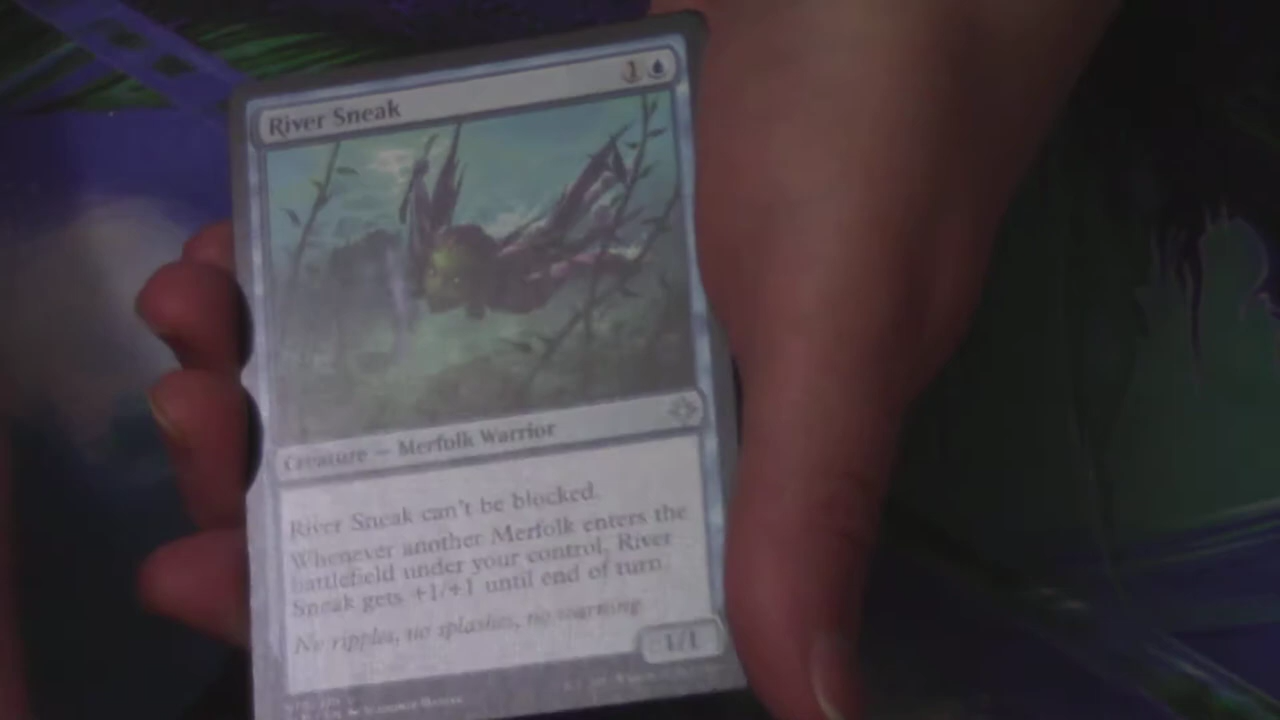 River Sneak 1
Creature — Merfolk Warrior
River Sneak can't be blocked.
Whenever another Merfolk enters the
battlefield under your control, River
Sneak gets +1/+1 until end of turn.
No ripples, no splashes, no warning.
1/1